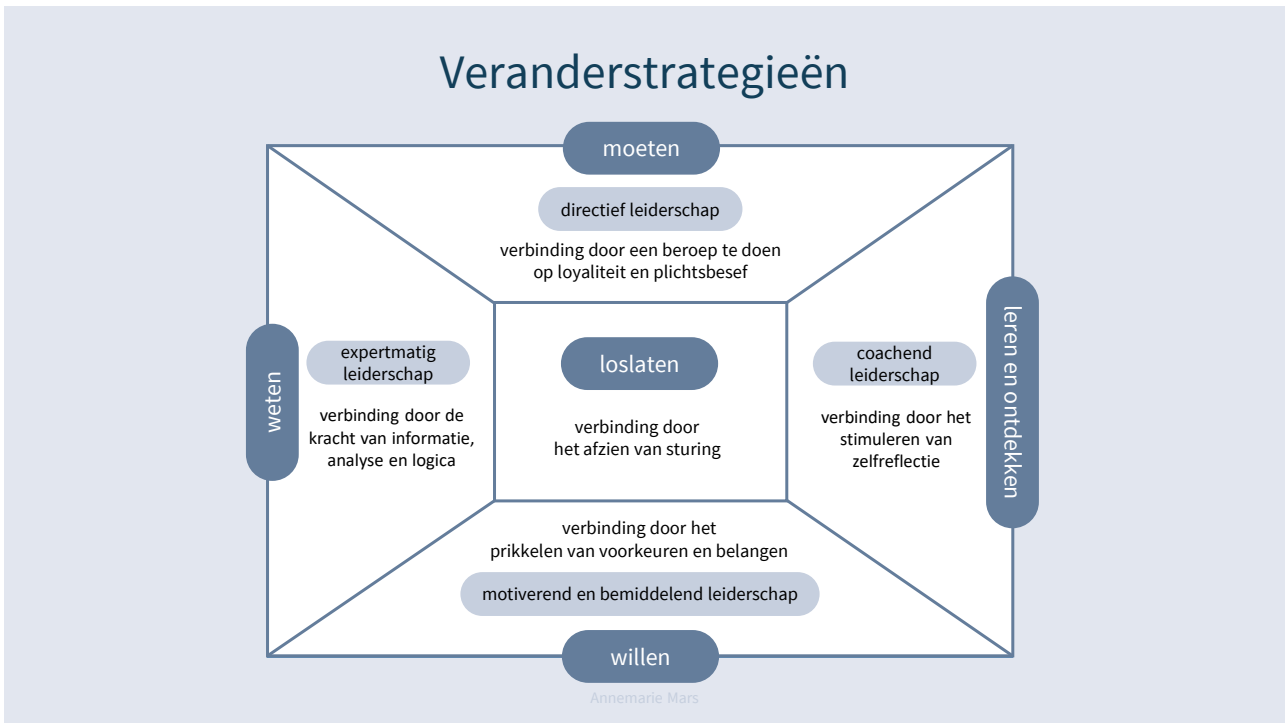 Veranderstrategieën
moeten
directief leiderschap
verbinding door een beroep te doen
op loyaliteit en plichtsbesef
weten
expertmatig
leiderschap
verbinding door de
kracht van informatie,
analyse en logica
loslaten
verbinding door
het afzien van sturing
coachend
leiderschap
verbinding door het
stimuleren van
zelfreflectie
leren en ontdekken
verbinding door het
prikkelen van voorkeuren en belangen
motiverend en bemiddelend leiderschap
willen
Annemarie Mars